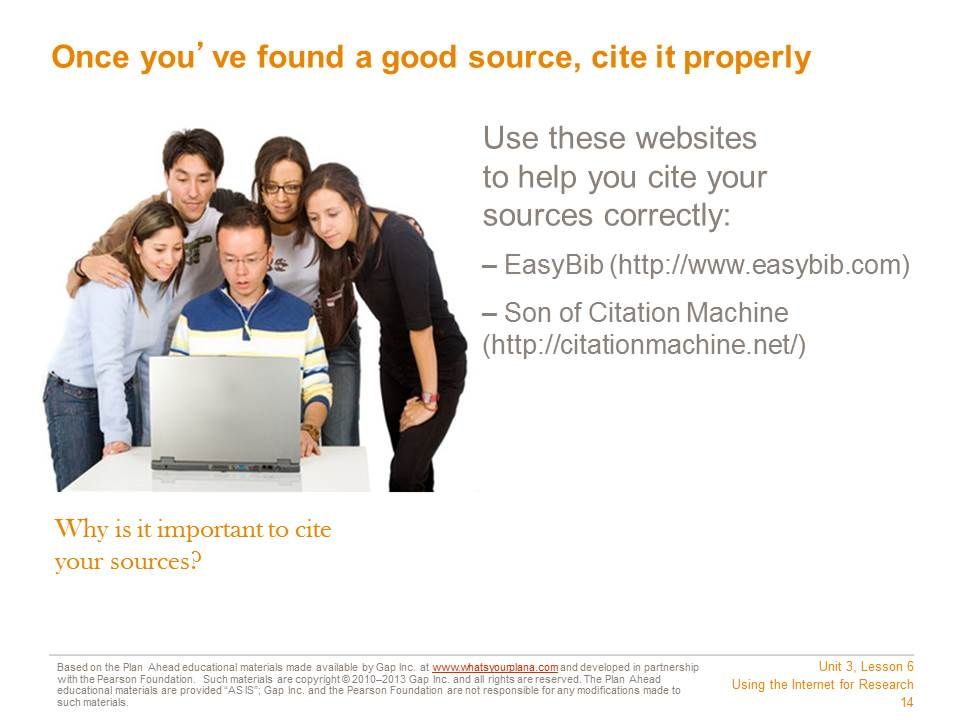 Once you’ve found a good source, cite it properly
Use these websites
to help you cite your
sources correctly:
– EasyBib (http://www.easybib.com)
– Son of Citation Machine
(http://citationmachine.net/)
Why is it important to cite
your sources?
Based on the Plan Ahead educational materials made available by Gap Inc. at www.whatsyourplana.com and developed in partnership
with the Pearson Foundation. Such materials are copyright © 2010–2013 Gap Inc. and all rights are reserved. The Plan Ahead
educational materials are provided “AS IS”; Gap Inc. and the Pearson Foundation are not responsible for any modifications made to
such materials.
Unit 3, Lesson 6
Using the Internet for Research
14